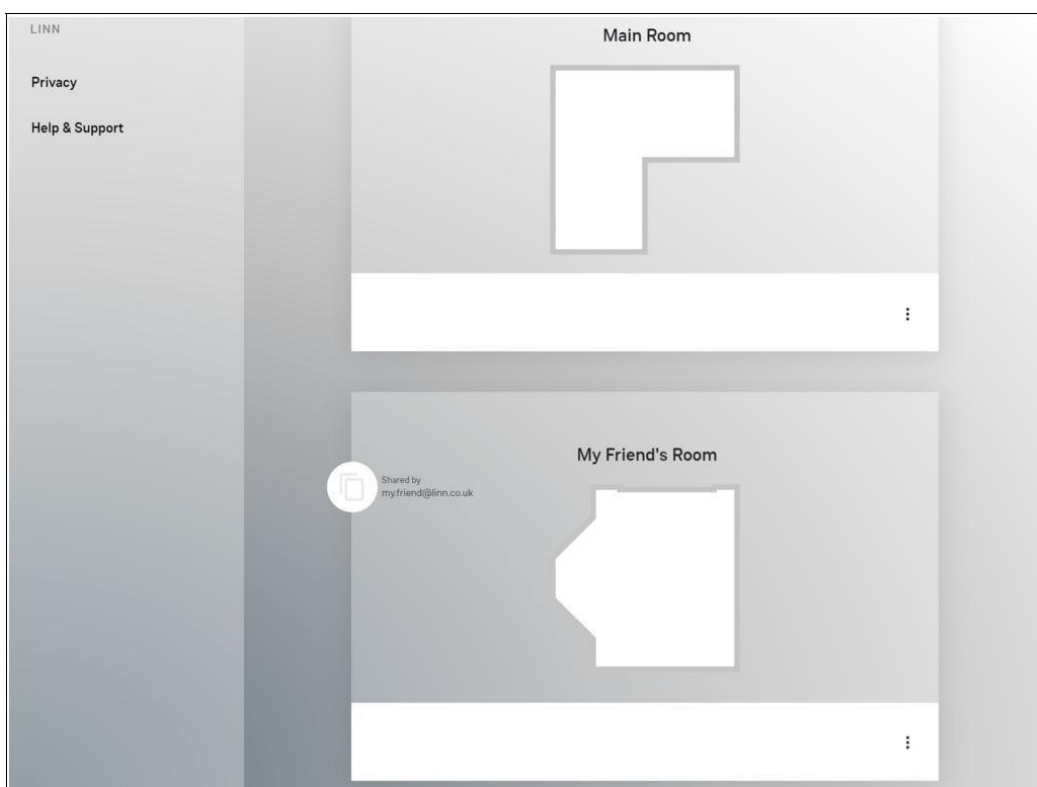 LINN
Privacy
Help & Support
Main Room
My Friend's Room
Shared by
my.friend@linn.co.uk